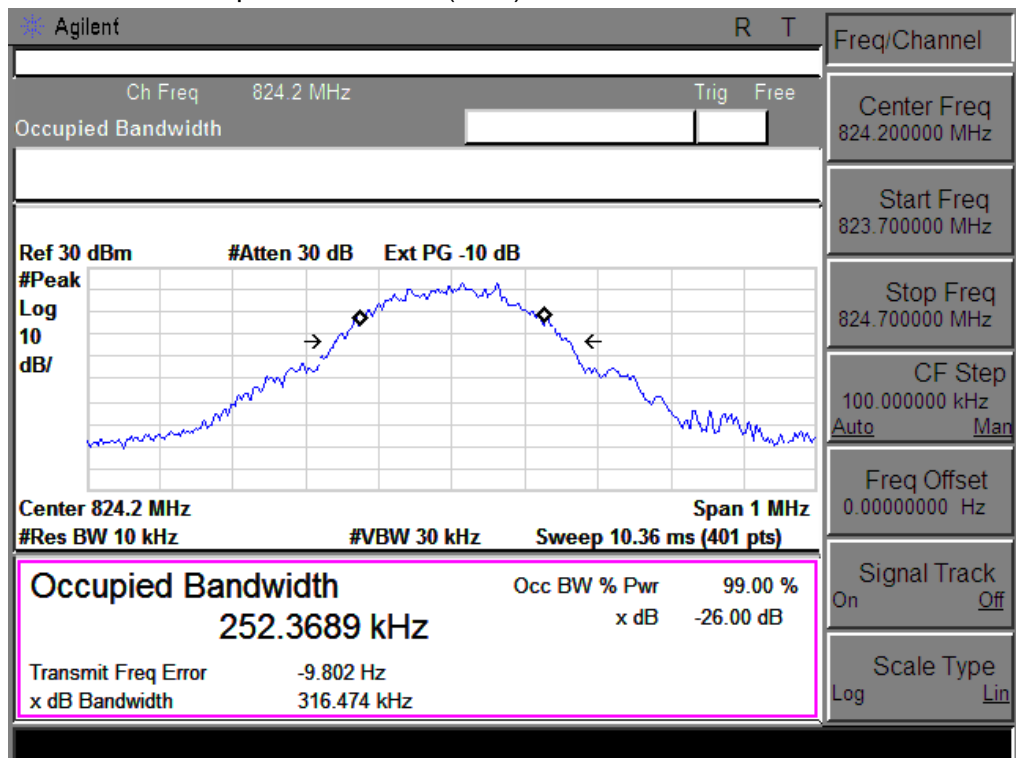 Agilent R T
Ch Freq 824.2 MHz Trig Free
Occupied Bandwidth
Ref 30 dBm #Atten 30 dB Ext PG -10 dB
#Peak
Log
10
dB/
Center 824.2 MHz Span 1 MHz
#Res BW 10 kHz #VBW 30 kHz Sweep 10.36 ms (401 pts)
Occupied Bandwidth Occ BW % Pwr 99.00 %
252.3689 kHz x dB -26.00 dB
Transmit Freq Error -9.802 Hz
x dB Bandwidth 316.474 kHz
Freq/Channel
Center Freq
824.200000 MHz
Start Freq
823.700000 MHz
Stop Freq
824.700000 MHz
CF Step
100.000000 kHz
Auto Man
Freq Offset
0.00000000 Hz
Signal Track
On Off
Scale Type
Log Lin